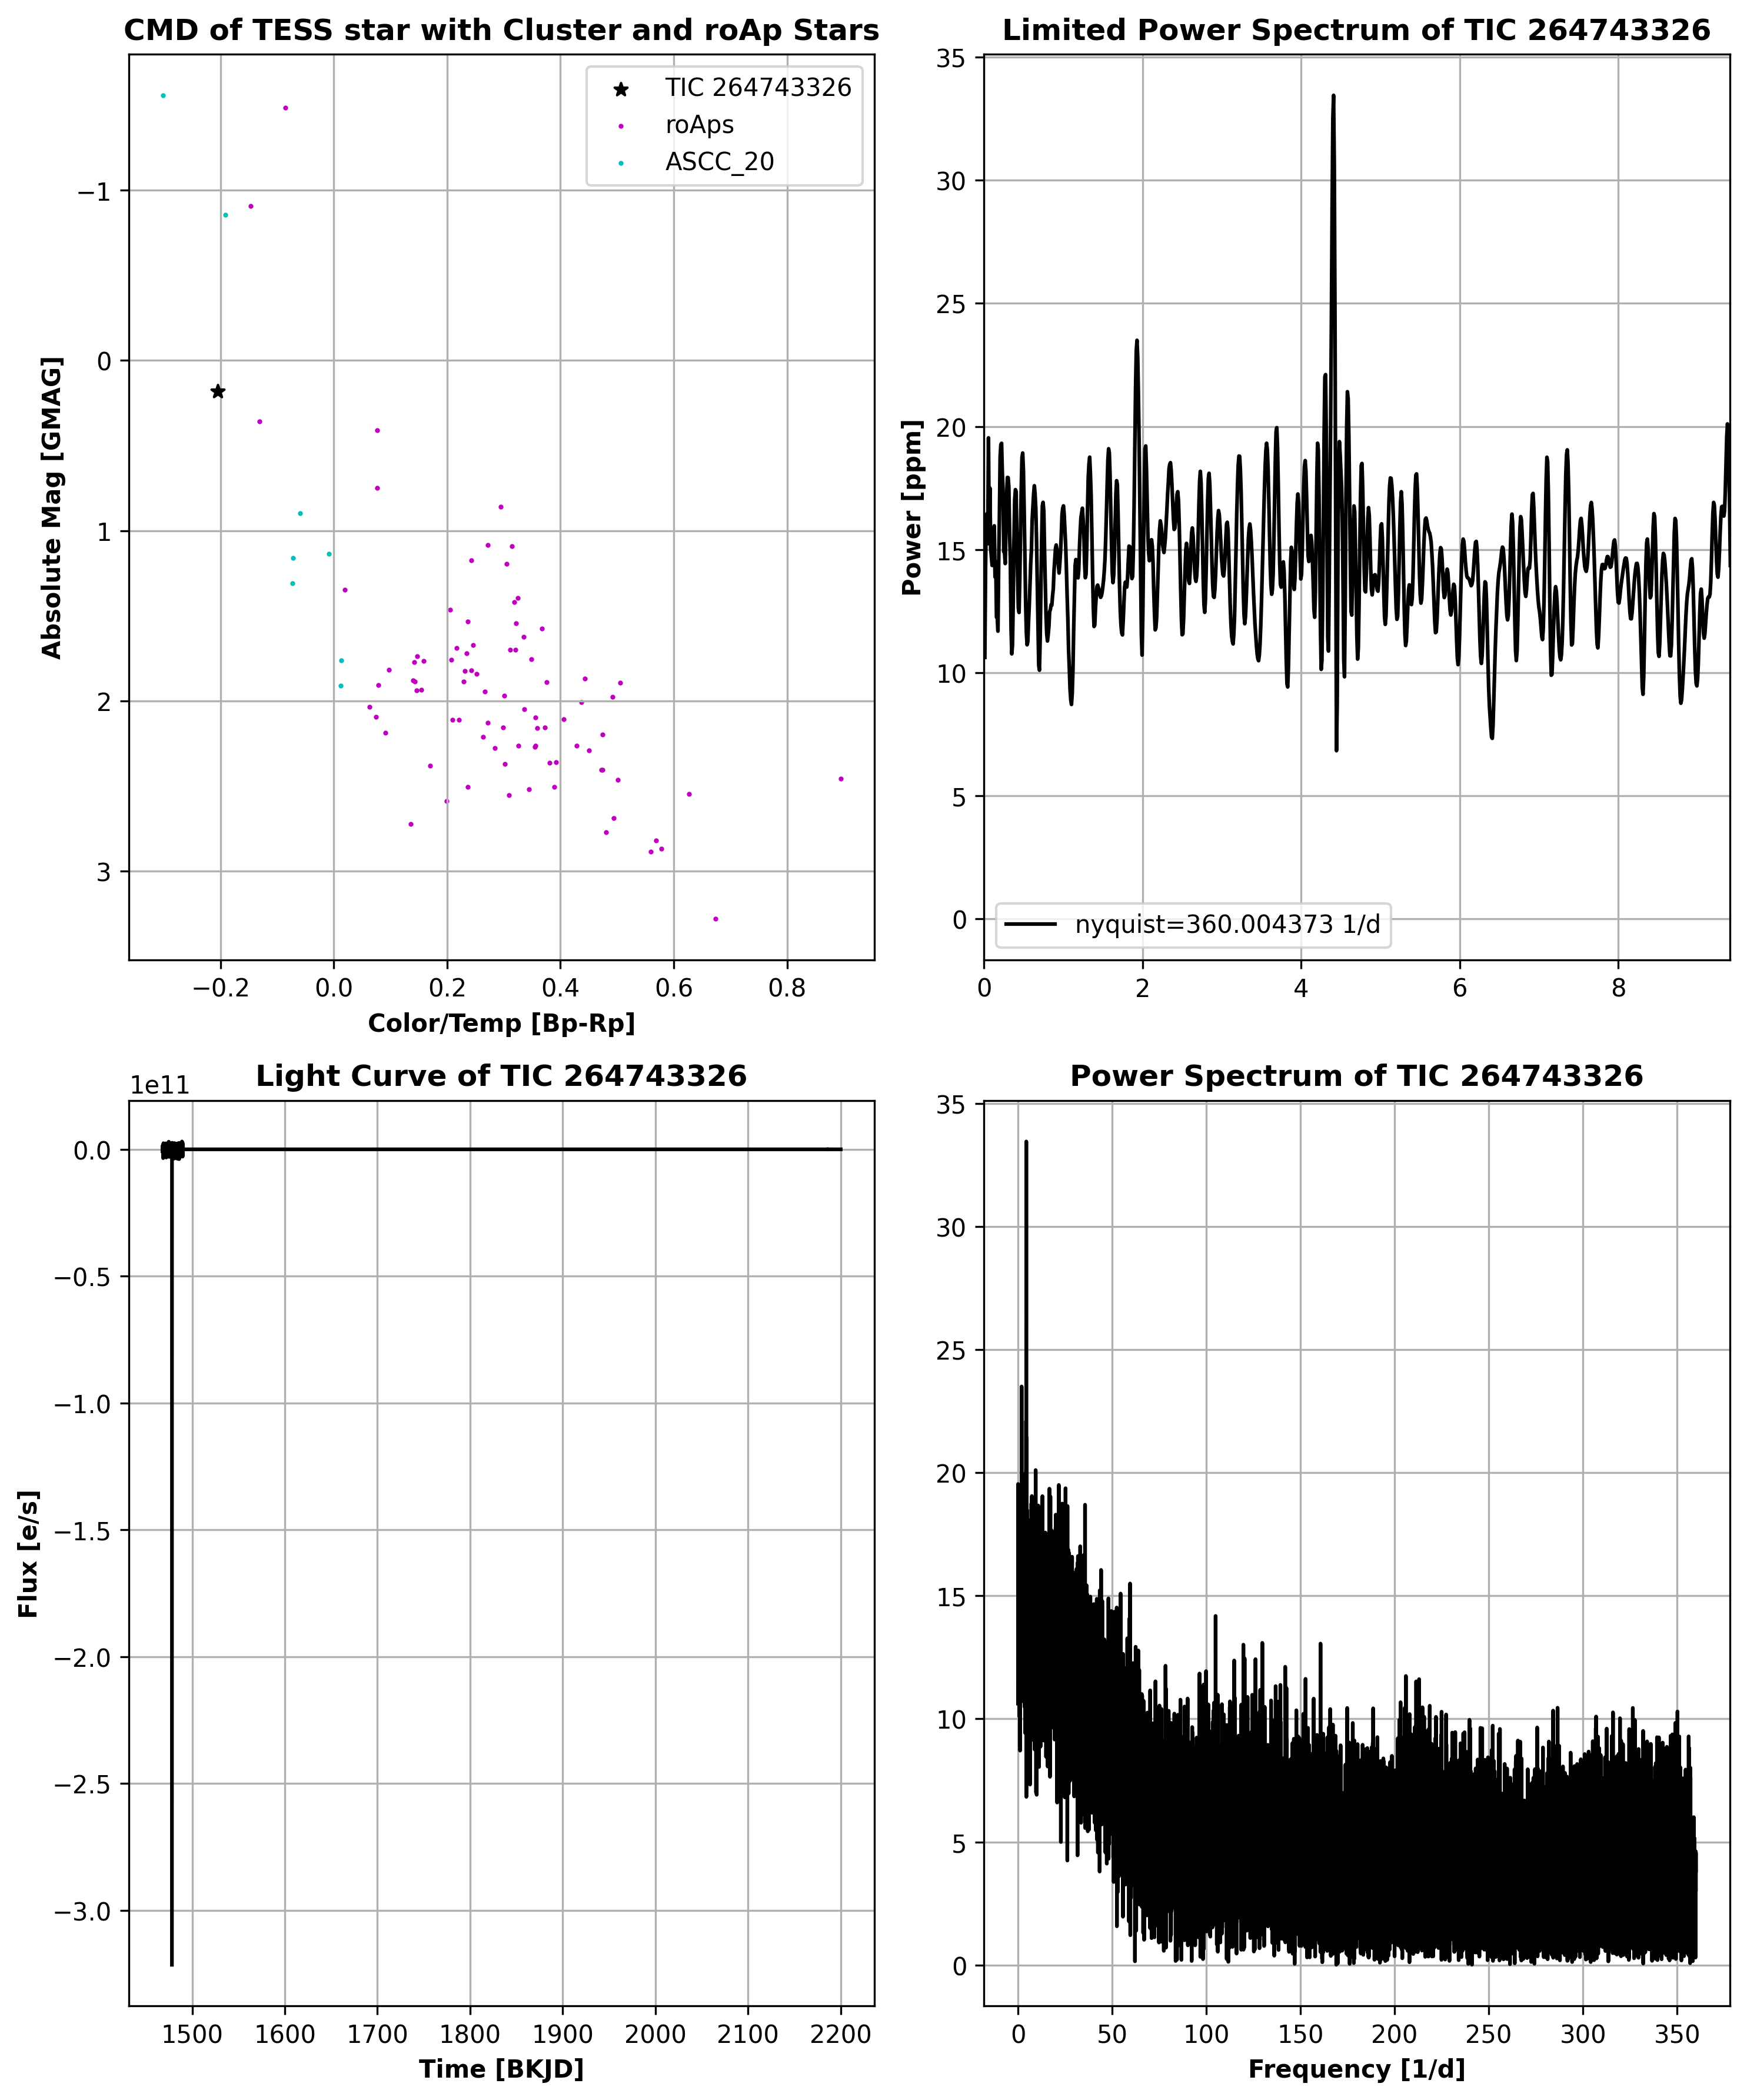 CMD of TESS star with Cluster and roAp Stars
TIC 264743326
roAps
ASCC_20
−1
0
1
2
3
Absolute Mag [GMAG]
−0.2 0.0 0.2 0.4 0.6 0.8
Color/Temp [Bp-Rp]
Limited Power Spectrum of TIC 264743326
35
30
25
20
15
10
5
0
Power [ppm]
nyquist=360.004373 1/d
0 2 4 6 8
Light Curve of TIC 264743326
1e11
0.0
−0.5
−1.0
−1.5
−2.0
−2.5
−3.0
Flux [e/s]
1500 1600 1700 1800 1900 2000 2100 2200
Time [BKJD]
Power Spectrum of TIC 264743326
35
30
25
20
15
10
5
0
0 50 100 150 200 250 300 350
Frequency [1/d]